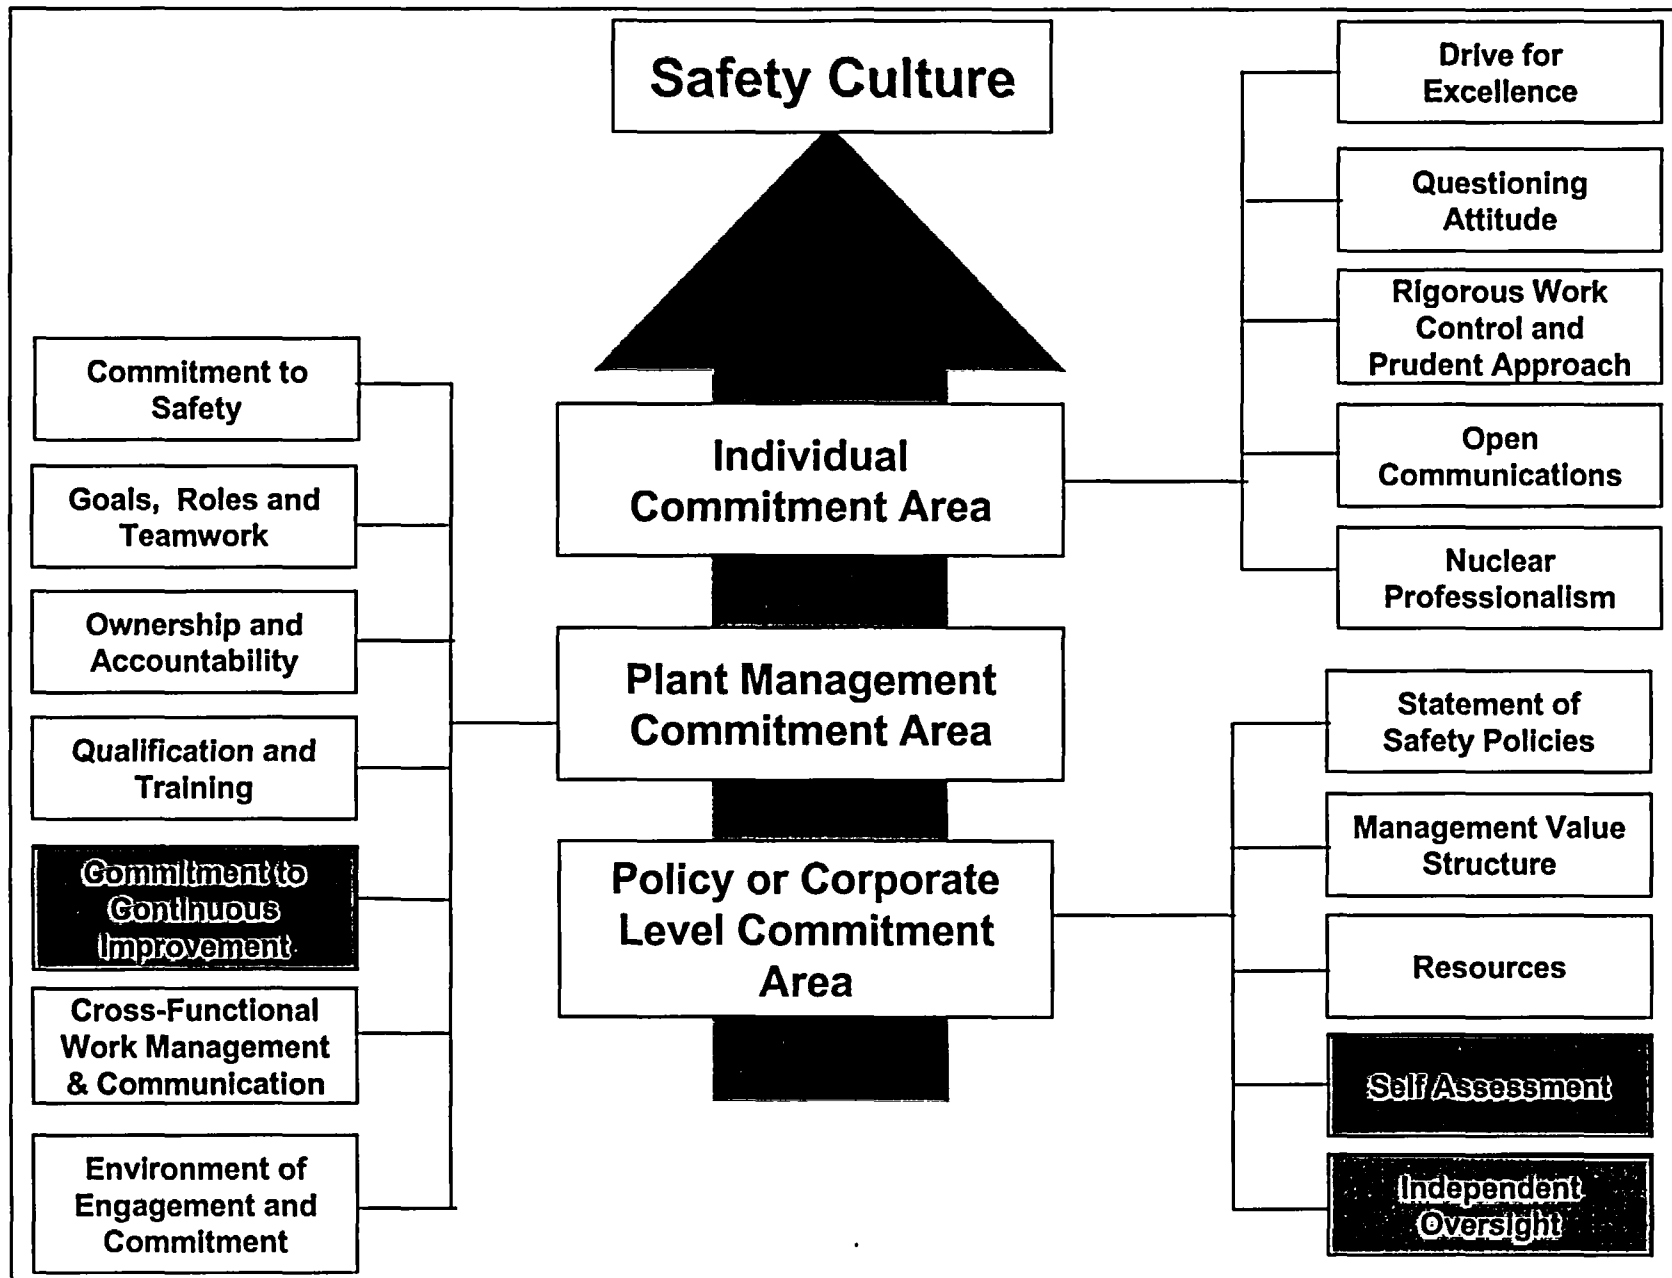 Safety Culture
Individual
Commitment Area
Plant Management
Commitment Area
Policy or Corporate
Level Commitment
Area
Commitment to
Safety
Goals, Roles and
Teamwork
Ownership and
Accountability
Qualification and
Training
Commitment to
Continuous
Improvement
Cross-Functional
Work Management
& Communication
Environment of
Engagement and
Commitment
Drive for
Excellence
Questioning
Attitude
Rigorous Work
Control and
Prudent Approach
Open
Communications
Nuclear
Professionalism
Statement of
Safety Policies
Management Value
Structure
Resources
Self Assessment
Independent
Oversight